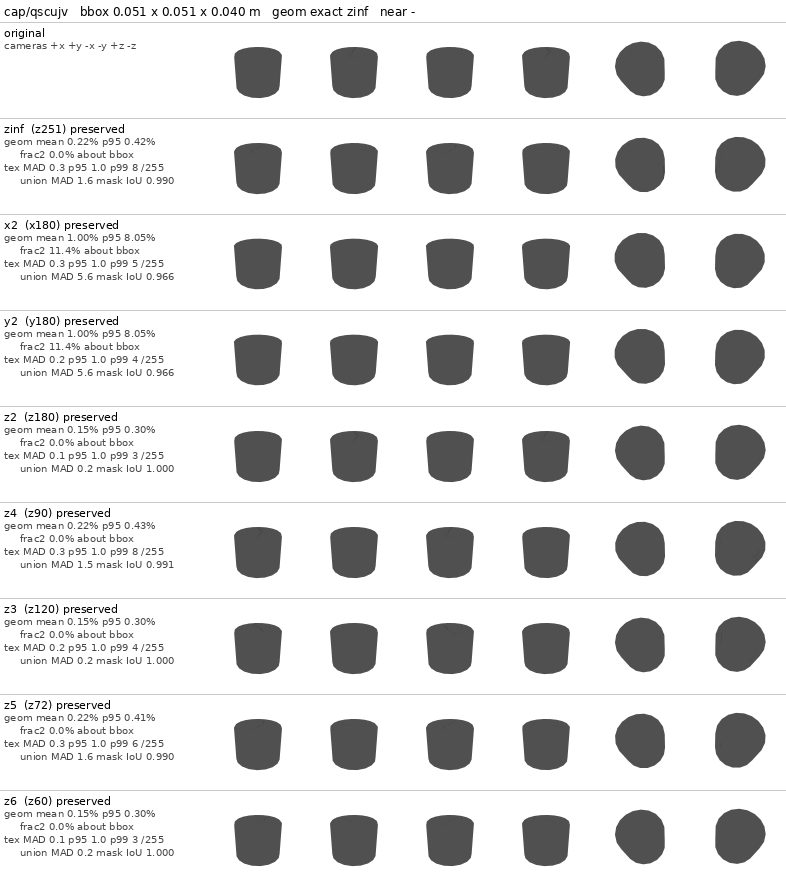 cap/qscujv bbox 0.051 x 0.051 x 0.040 m geom exact zinf near -
original
cameras +x +y -x -y +z -z
zinf (z251) preserved
geom mean 0.22% p95 0.42%
frac2 0.0% about bbox
tex MAD 0.3 p95 1.0 p99 8 /255
union MAD 1.6 mask IoU 0.990
x2 (x180) preserved
geom mean 1.00% p95 8.05%
frac2 11.4% about bbox
tex MAD 0.3 p95 1.0 p99 5 /255
union MAD 5.6 mask IoU 0.966
y2 (y180) preserved
geom mean 1.00% p95 8.05%
frac2 11.4% about bbox
tex MAD 0.2 p95 1.0 p99 4 /255
union MAD 5.6 mask IoU 0.966
z2 (z180) preserved
geom mean 0.15% p95 0.30%
frac2 0.0% about bbox
tex MAD 0.1 p95 1.0 p99 3 /255
union MAD 0.2 mask IoU 1.000
z4 (z90) preserved
geom mean 0.22% p95 0.43%
frac2 0.0% about bbox
tex MAD 0.3 p95 1.0 p99 8 /255
union MAD 1.5 mask IoU 0.991
z3 (z120) preserved
geom mean 0.15% p95 0.30%
frac2 0.0% about bbox
tex MAD 0.2 p95 1.0 p99 4 /255
union MAD 0.2 mask IoU 1.000
z5 (z72) preserved
geom mean 0.22% p95 0.41%
frac2 0.0% about bbox
tex MAD 0.3 p95 1.0 p99 6 /255
union MAD 1.6 mask IoU 0.990
z6 (z60) preserved
geom mean 0.15% p95 0.30%
frac2 0.0% about bbox
tex MAD 0.1 p95 1.0 p99 3 /255
union MAD 0.2 mask IoU 1.000